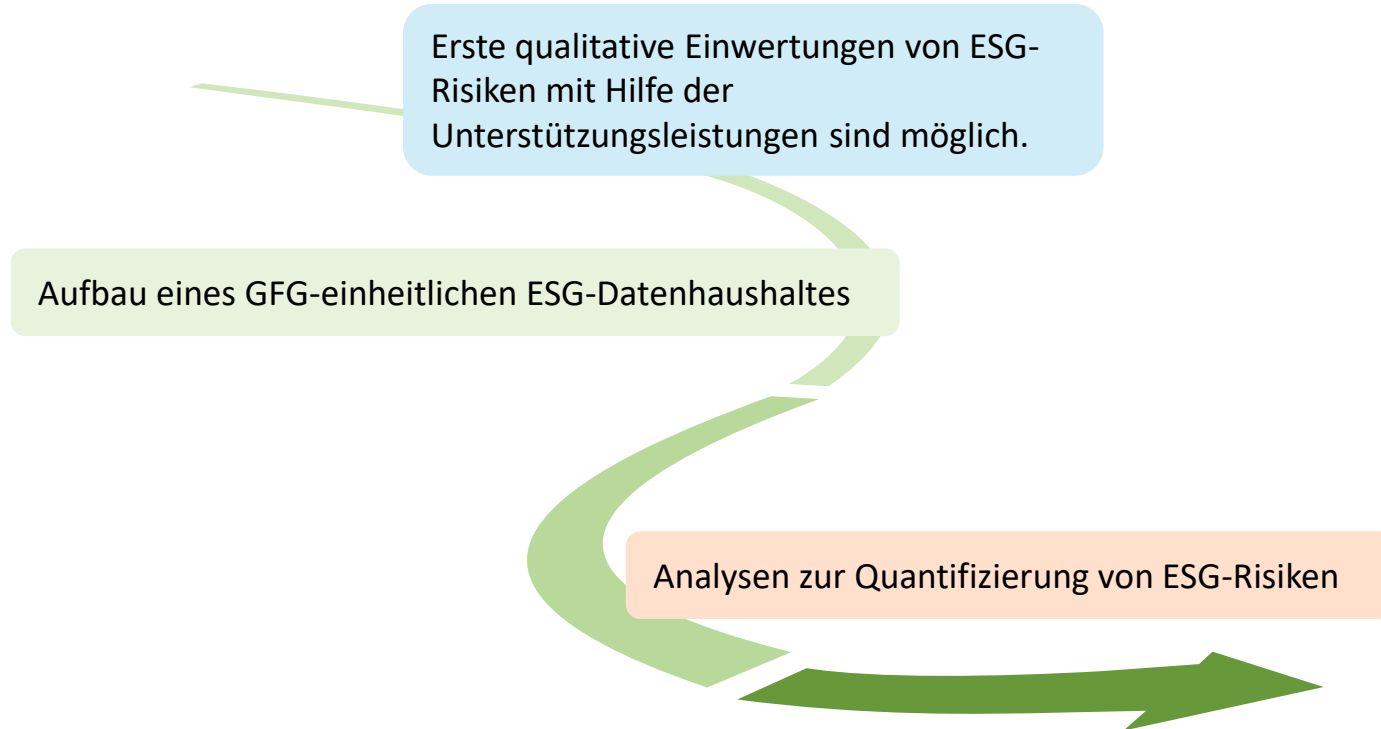 Erste qualitative Einwertungen von ESG-
Risiken mit Hilfe der
Unterstützungsleistungen sind möglich.
Aufbau eines GFG-einheitlichen ESG-Datenhaushaltes
Analysen zur Quantifizierung von ESG-Risiken